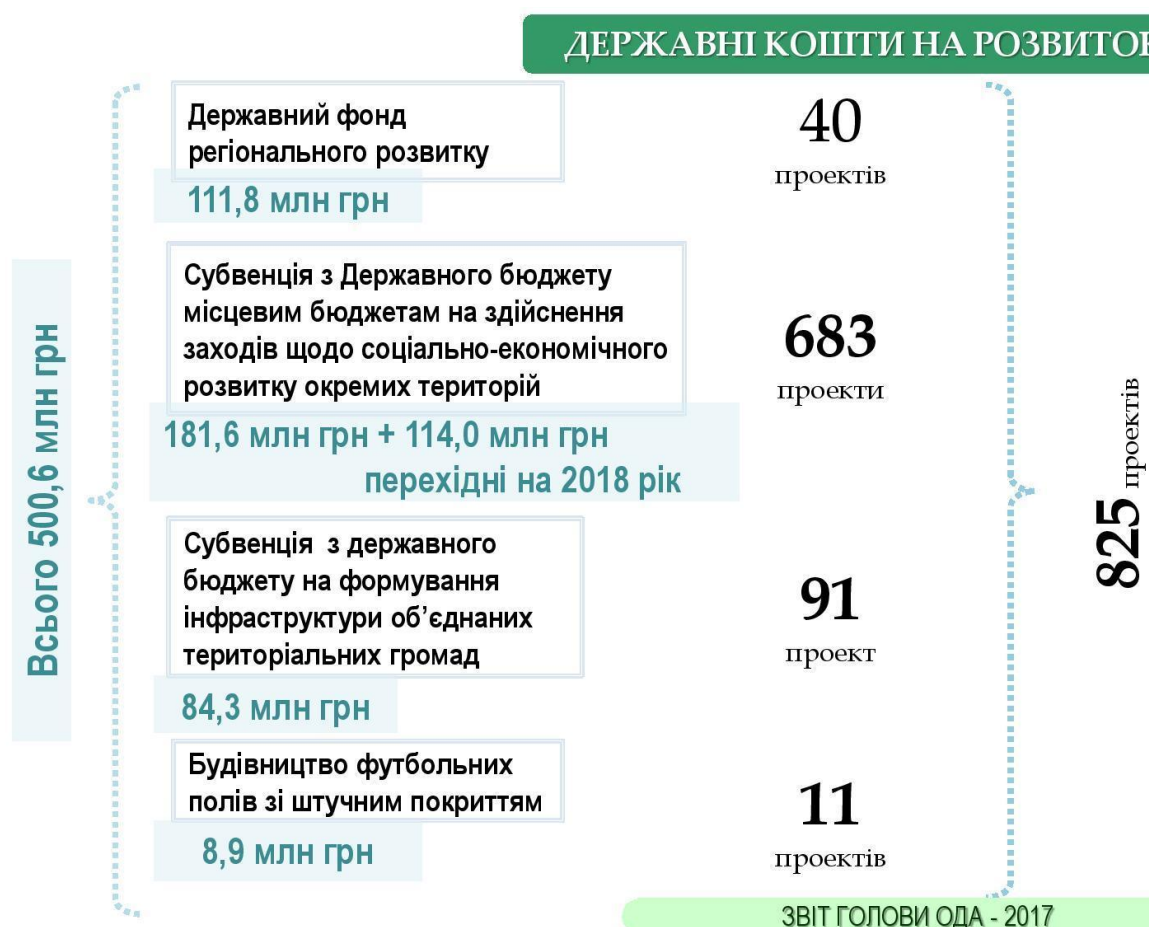 ДЕРЖАВНІ КОШТИ НА РОЗВИТОК
Державний фонд
регіонального розвитку
111,8 млн грн
40
проектів
Субвенція з Державного бюджету
місцевим бюджетам на здійснення
заходів щодо соціально-економічного
розвитку окремих територій
181,6 млн грн + 114,0 млн грн
перехідні на 2018 рік
683
проекти
Субвенція з державного
бюджету на формування
інфраструктури об’єднаних
територіальних громад
84,3 млн грн
91
проект
Будівництво футбольних
полів зі штучним покриттям
8,9 млн грн
11
проектів
Всього 500,6 млн грн
825 проектів
ЗВІТ ГОЛОВИ ОДА - 2017